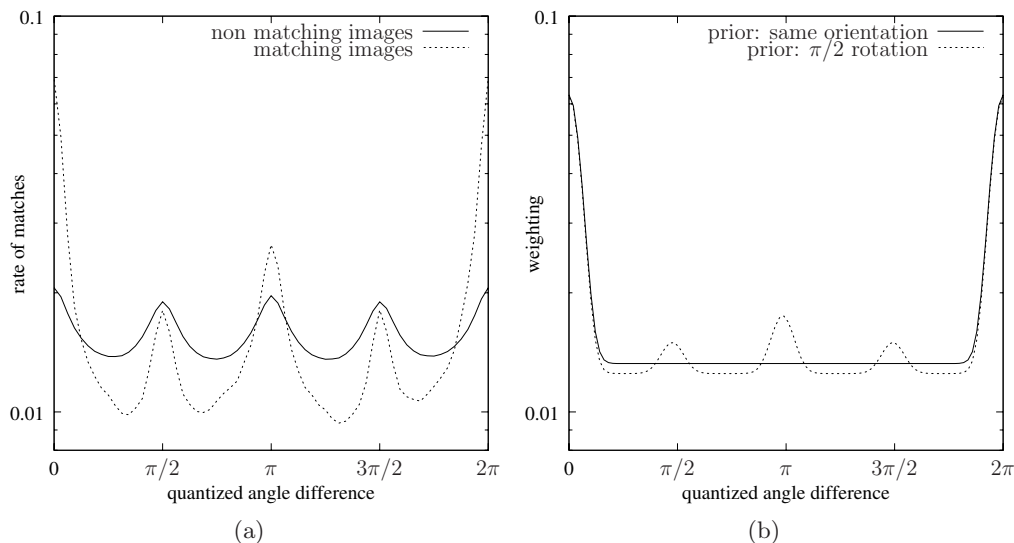 0.1
non matching images
matching images
rate of matches
0.01
0
π/2
π
3π/2
2π
quantized angle difference
(a)
0.1
prior: same orientation
prior: π/2 rotation
weighting
0.01
0
π/2
π
3π/2
2π
quantized angle difference
(b)